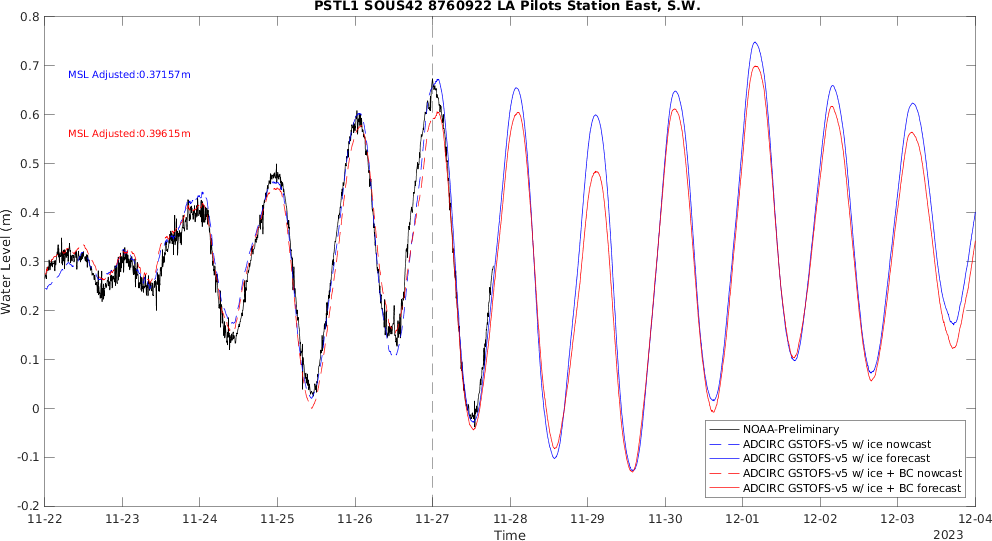 PSTL1 SOUS42 8760922 LA Pilots Station East, S.W.
0.8
0.7
0.6
0.5
0.4
0.3
0.2
0.1
0
-0.1
-0.2
Water Level (m)
MSL Adjusted:0.37157m
MSL Adjusted:0.39615m
NOAA-Preliminary
ADCIRC GSTOFS-v5 w/ ice nowcast
ADCIRC GSTOFS-v5 w/ ice forecast
ADCIRC GSTOFS-v5 w/ ice + BC nowcast
ADCIRC GSTOFS-v5 w/ ice + BC forecast
11-22 11-23 11-24 11-25 11-26 11-27 11-28 11-29 11-30 12-01 12-02 12-03 12-04
Time
2023